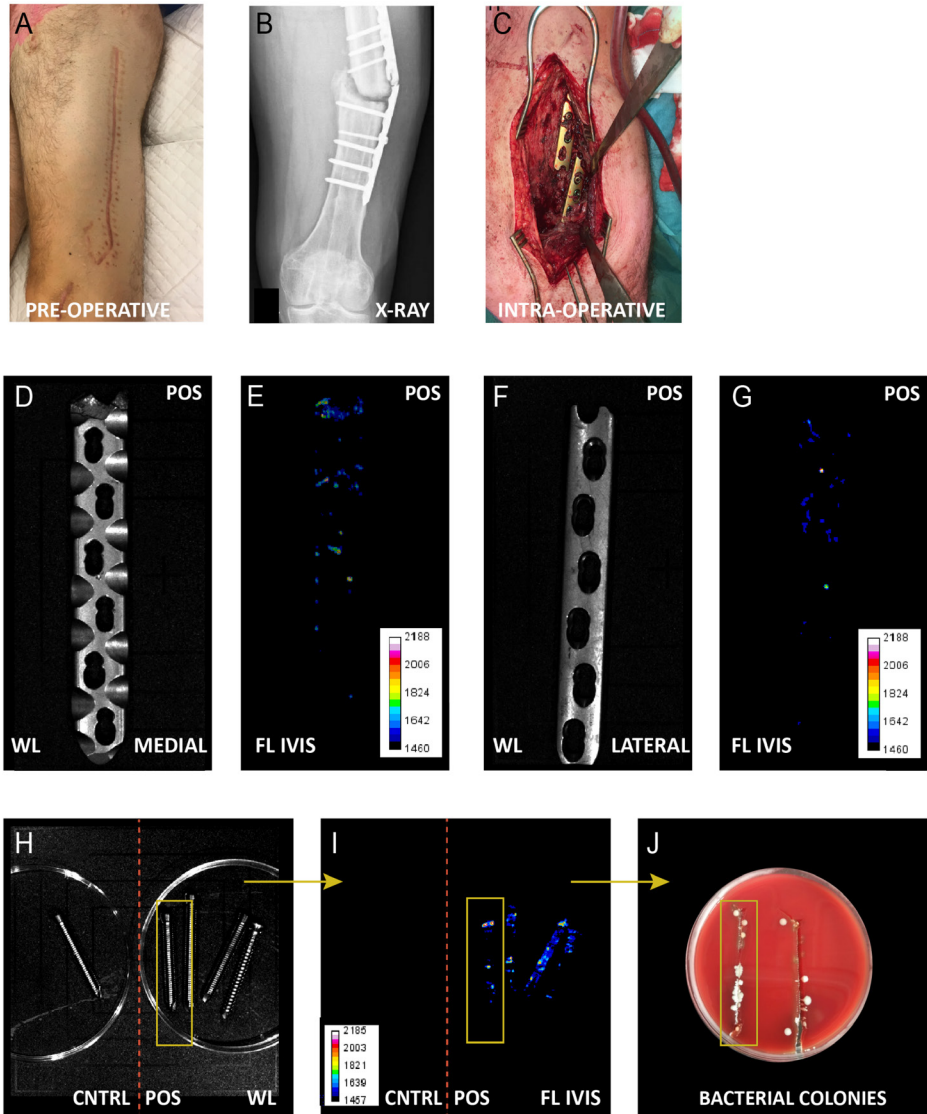 A
PRE-OPERATIVE
B
X-RAY
C
INTRA-OPERATIVE
D
POS
WL
MEDIAL
E
FL IVIS
2188
2006
1824
1642
1460
F
POS
WL
LATERAL
G
FL IVIS
2188
2006
1824
1642
1460
H
CNTRL
POS
WL
I
2185
2003
1821
1639
1457
CNTRL
POS
FL IVIS
J
BACTERIAL COLONIES